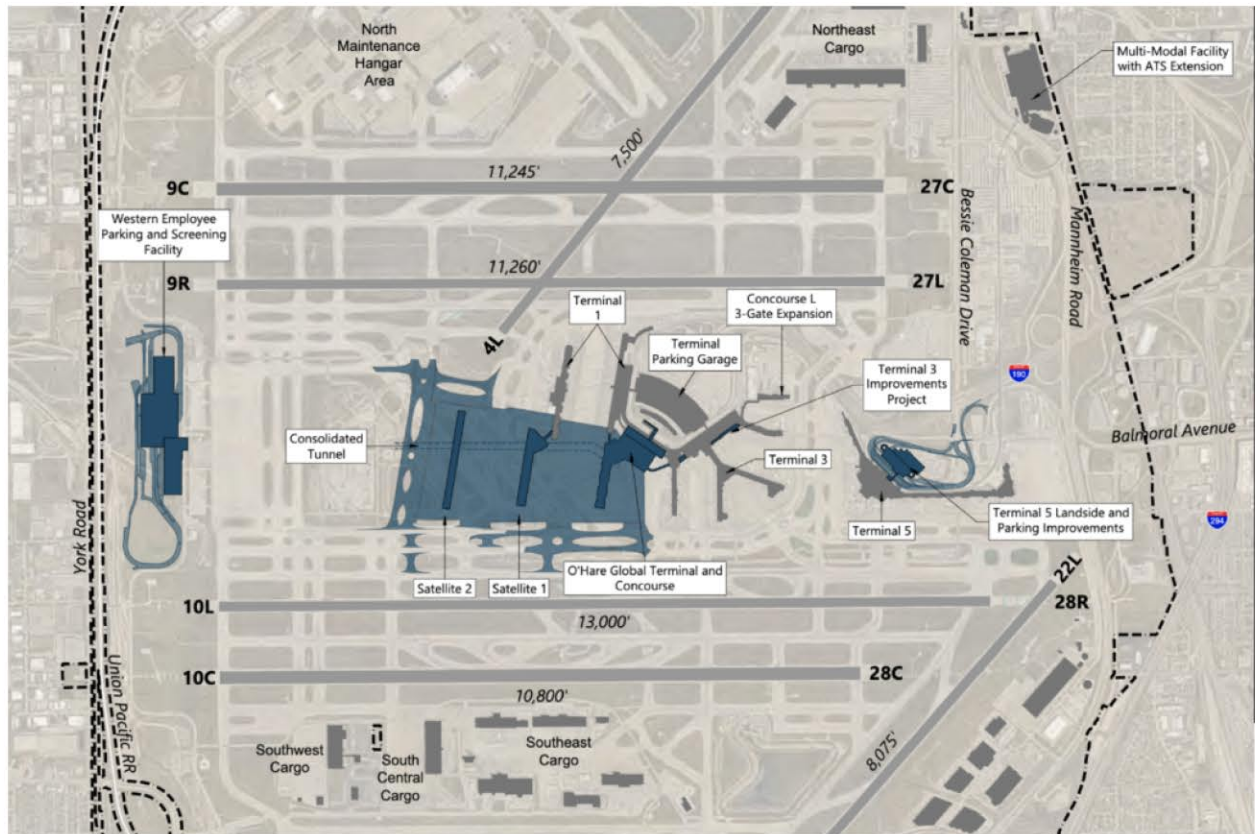 North
Maintenance
Hangar
Area
Northeast
Cargo
Multi-Modal Facility
with ATS Extension
7,500'
11,245'
9C
27C
Western Employee
Parking and Screening
Facility
Bessie Coleman Drive
Mannheim Road
11,260'
9R
27L
Terminal
1
Concourse L
3-Gate Expansion
4L
Terminal
Parking Garage
Terminal 3
Improvements
Project
190
Balmoral Avenue
Consolidated
Tunnel
Terminal 3
Terminal 5
Terminal 5 Landside and
Parking Improvements
294
York Road
Satellite 2
Satellite 1
O'Hare Global Terminal and
Concourse
22L
10L
28R
13,000'
10C
28C
10,800'
Union Pacific RR
Southwest
Cargo
South
Central
Cargo
Southeast
Cargo
8,075'